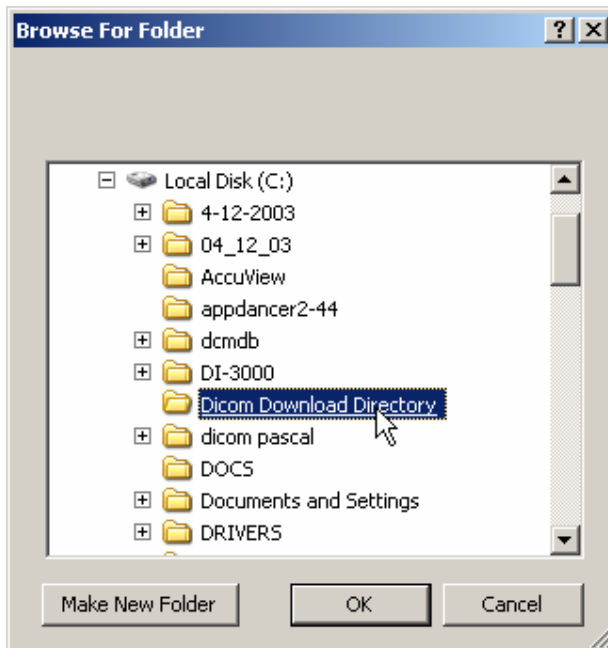 Browse For Folder
Local Disk (C:)
4-12-2003
04_12_03
AccuView
appdancer2-44
dcmdb
DI-3000
Dicom Download Directory
dicom pascal
DOCS
Documents and Settings
DRIVERS
Make New Folder OK Cancel